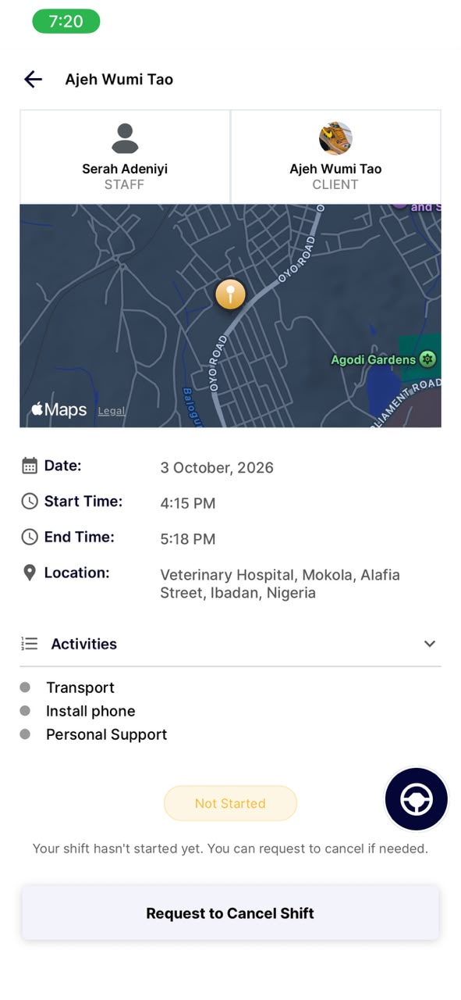 7:20
Ajeh Wumi Tao
Serah Adeniyi
STAFF
Ajeh Wumi Tao
CLIENT
and S
OYO ROAD
OYO ROAD
Agodi Gardens
Balogu
LIAMENT ROAD
Maps
Legal
Date:
3 October, 2026
Start Time:
4:15 PM
End Time:
5:18 PM
Location:
Veterinary Hospital, Mokola, Alafia
Street, Ibadan, Nigeria
Activities
Transport
Install phone
Personal Support
Not Started
Your shift hasn't started yet. You can request to cancel if needed.
Request to Cancel Shift